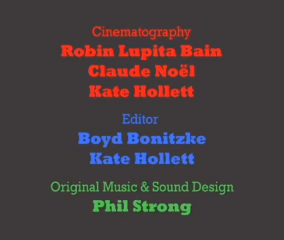 Cinematography
Robin Lupita Bain
Claude Noël
Kate Hollett
Editor
Boyd Bonitzke
Kate Hollett
Original Music & Sound Design
Phil Strong